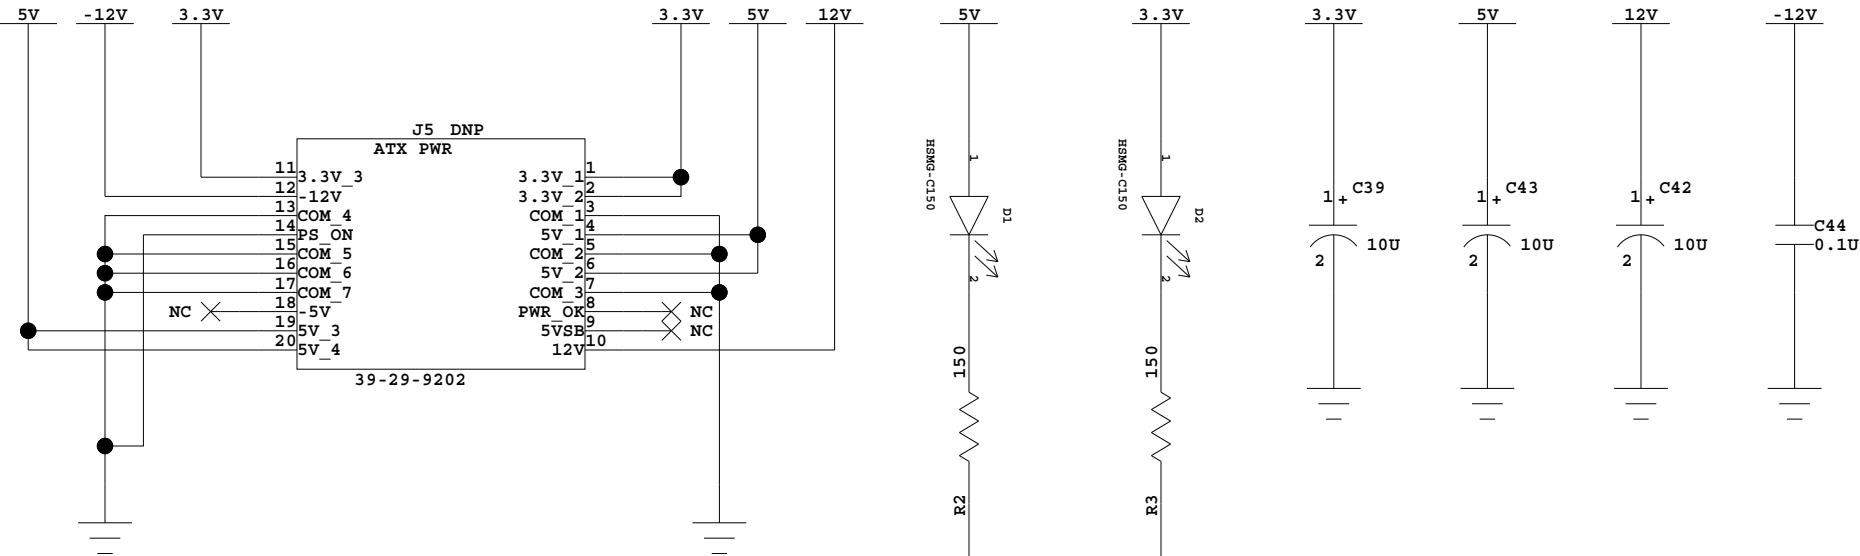 5V -12V 3.3V 3.3V 5V 12V 5V 3.3V 3.3V 5V 12V -12V
J5 DNP
ATX PWR
11 3.3V_3 3.3V_1 1
12 -12V 3.3V_2 2
13 COM_4 COM_1 3
14 PS_ON 5V_1 4
15 COM_5 COM_2 5
16 COM_6 5V_2 6
17 COM_7 COM_3 7
NC 18 -5V PWR_OK 8 NC
19 5V_3 5VSB 9 NC
20 5V_4 12V 10
39-29-9202
HSMG-C150
1
D1
2
150
R2
HSMG-C150
1
D2
2
150
R3
1 + C39
10U
2
1 + C43
10U
2
1 + C42
10U
2
C44
0.1U